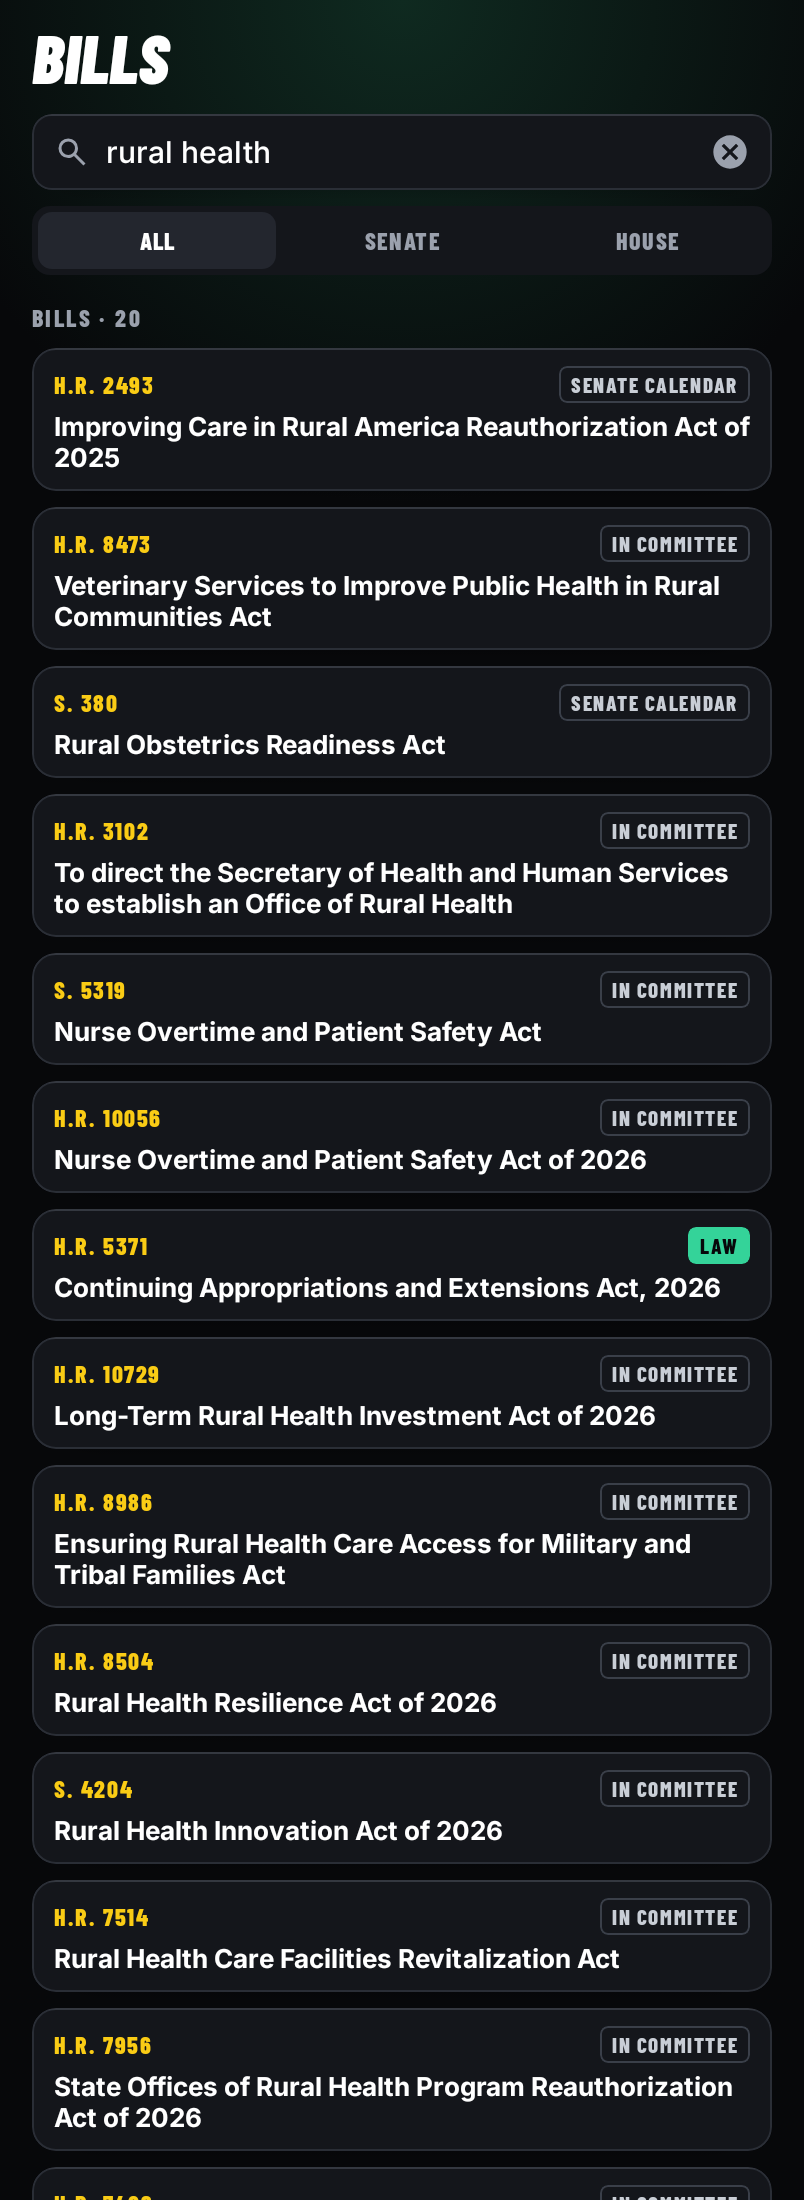 BILLS
rural health
ALL
SENATE
HOUSE
BILLS · 20
H.R. 2493
SENATE CALENDAR
Improving Care in Rural America Reauthorization Act of
2025
H.R. 8473
IN COMMITTEE
Veterinary Services to Improve Public Health in Rural
Communities Act
S. 380
SENATE CALENDAR
Rural Obstetrics Readiness Act
H.R. 3102
IN COMMITTEE
To direct the Secretary of Health and Human Services
to establish an Office of Rural Health
S. 5319
IN COMMITTEE
Nurse Overtime and Patient Safety Act
H.R. 10056
IN COMMITTEE
Nurse Overtime and Patient Safety Act of 2026
H.R. 5371
LAW
Continuing Appropriations and Extensions Act, 2026
H.R. 10729
IN COMMITTEE
Long-Term Rural Health Investment Act of 2026
H.R. 8986
IN COMMITTEE
Ensuring Rural Health Care Access for Military and
Tribal Families Act
H.R. 8504
IN COMMITTEE
Rural Health Resilience Act of 2026
S. 4204
IN COMMITTEE
Rural Health Innovation Act of 2026
H.R. 7514
IN COMMITTEE
Rural Health Care Facilities Revitalization Act
H.R. 7956
IN COMMITTEE
State Offices of Rural Health Program Reauthorization
Act of 2026